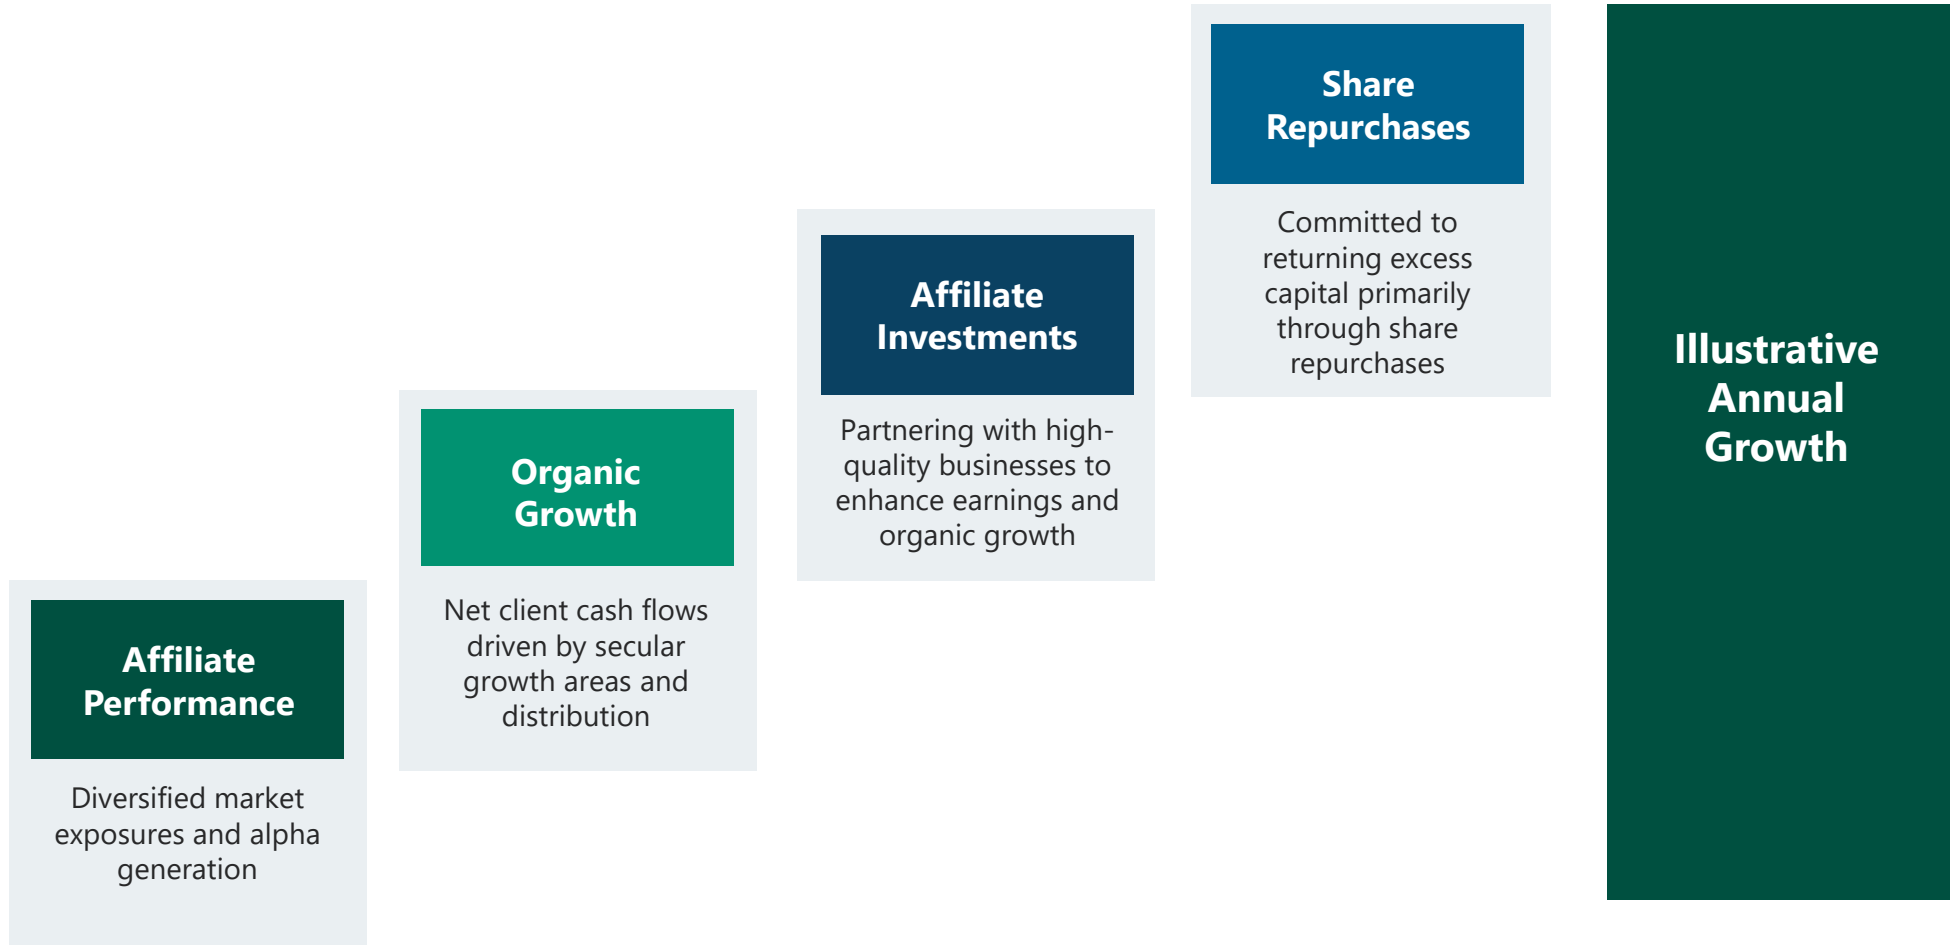 Affiliate
Performance
Diversified market
exposures and alpha
generation
Organic
Growth
Net client cash flows
driven by secular
growth areas and
distribution
Affiliate
Investments
Partnering with high-
quality businesses to
enhance earnings and
organic growth
Share
Repurchases
Committed to
returning excess
capital primarily
through share
repurchases
Illustrative
Annual
Growth